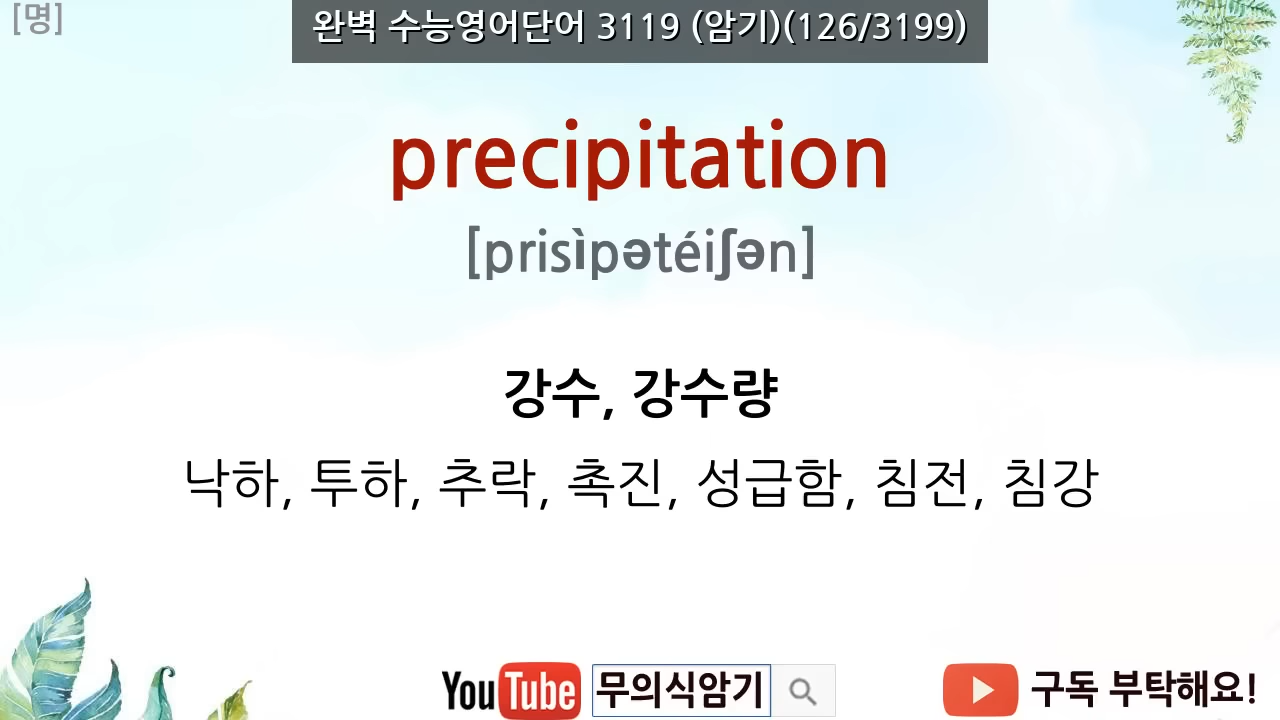 [명]
완벽 수능영어단어 3119 (암기)(126/3199)
precipitation
[prisìpətéiʃən]
강수, 강수량
낙하, 투하, 추락, 촉진, 성급함, 침전, 침강
YouTube 무의식암기 구독 부탁해요!